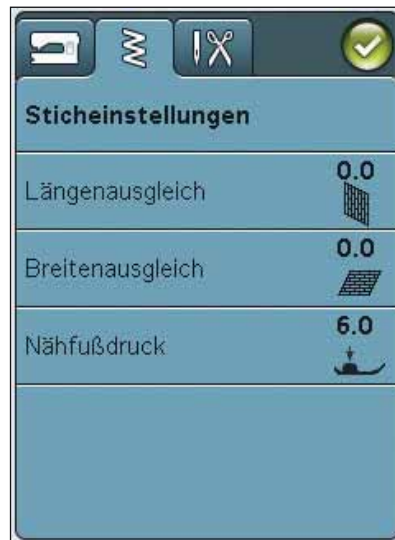 Sticheinstellungen
Längenausgleich 0.0
Breitenausgleich 0.0
Nähfußdruck 6.0